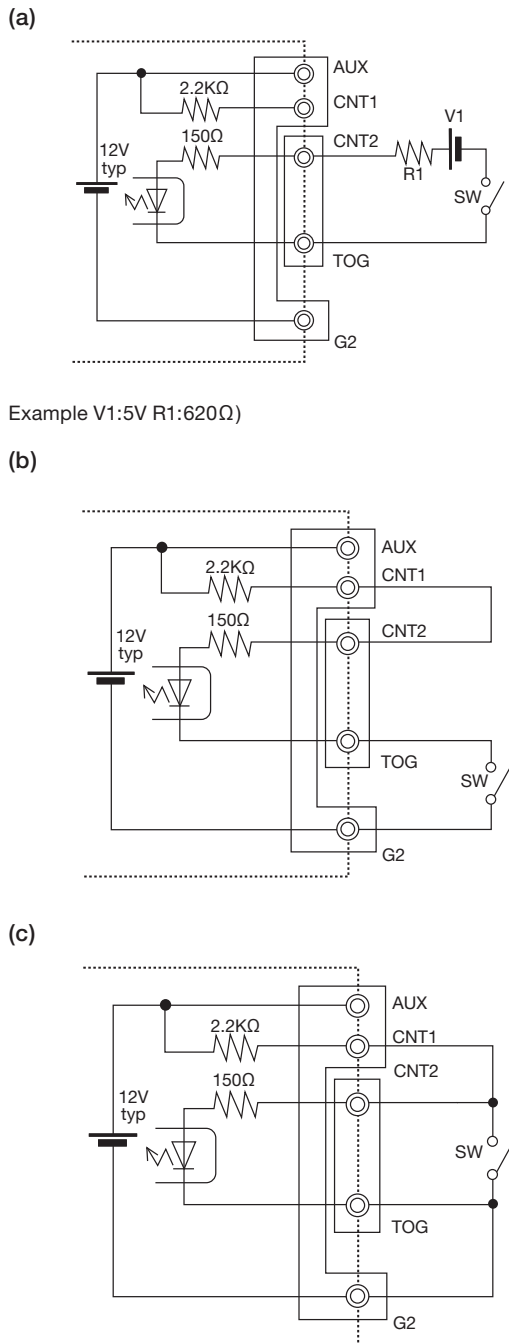 (a)
AUX
2.2KΩ
CNT1
150Ω
CNT2
V1
12V
typ
R1
SW
TOG
G2
Example V1:5V R1:620Ω)
(b)
AUX
2.2KΩ
CNT1
150Ω
CNT2
12V
typ
TOG
SW
G2
(c)
AUX
2.2KΩ
CNT1
CNT2
150Ω
12V
typ
SW
TOG
G2